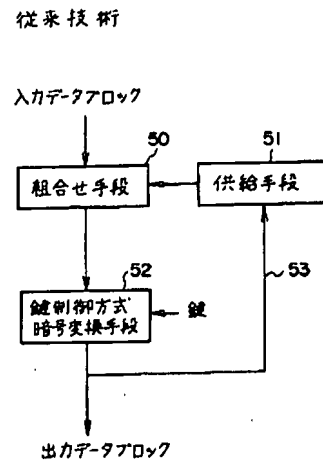 従来技術
入力データブロック
50
51
組合せ手段
供給手段
52
53
鍵制御方式
暗号変換手段
鍵
出力データブロック